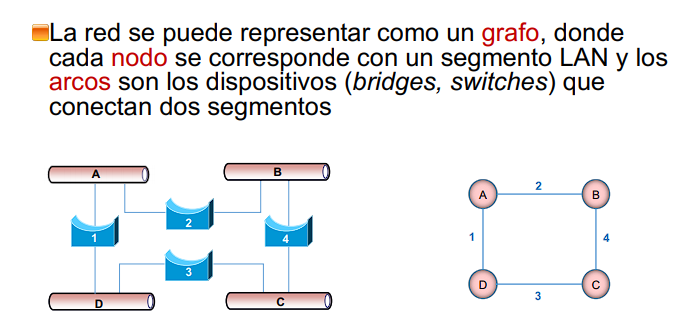 La red se puede representar como un grafo, donde
cada nodo se corresponde con un segmento LAN y los
arcos son los dispositivos (bridges, switches) que
conectan dos segmentos
A
B
2
1
4
3
D
C
A
2
B
1
4
D
3
C